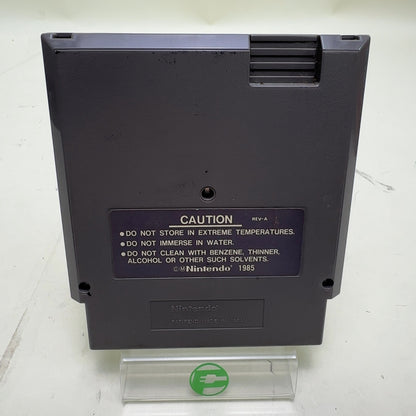 CAUTION REV-A
• DO NOT STORE IN EXTREME TEMPERATURES.
• DO NOT IMMERSE IN WATER.
• DO NOT CLEAN WITH BENZENE, THINNER,
ALCOHOL OR OTHER SUCH SOLVENTS.
©·M Nintendo® 1985
Nintendo